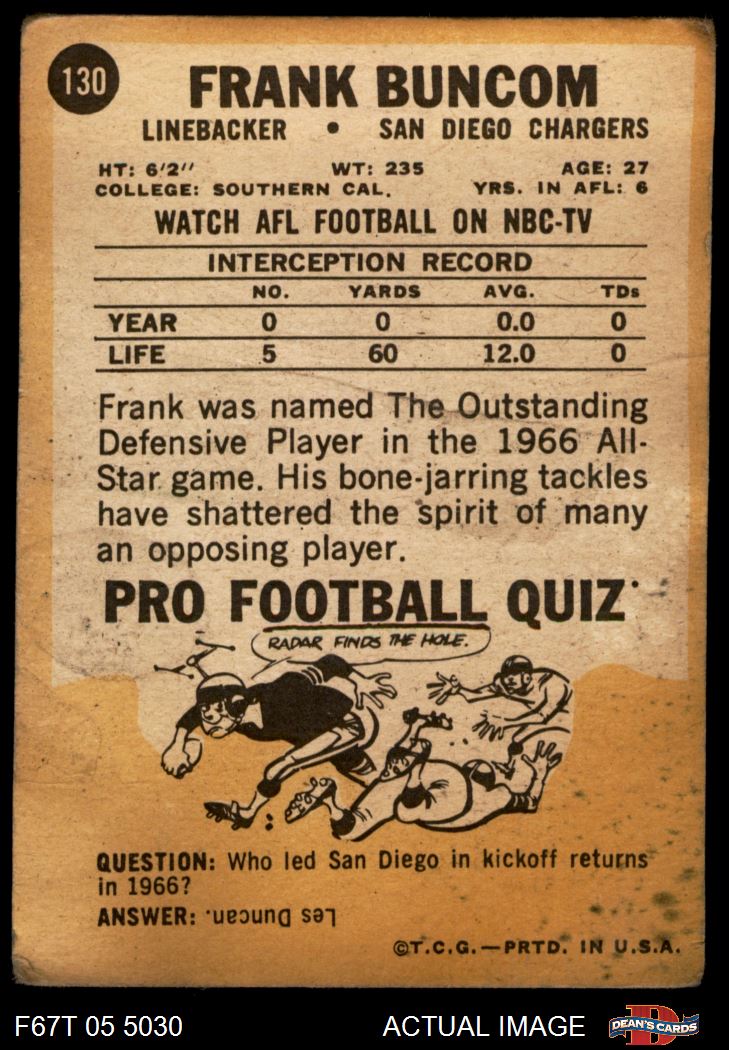 130
FRANK BUNCOM
LINEBACKER • SAN DIEGO CHARGERS
HT: 6'2" WT: 235 AGE: 27
COLLEGE: SOUTHERN CAL. YRS. IN AFL: 6
WATCH AFL FOOTBALL ON NBC-TV
INTERCEPTION RECORD
NO. YARDS AVG. TDs
YEAR 0 0 0.0 0
LIFE 5 60 12.0 0
Frank was named The Outstanding
Defensive Player in the 1966 All-
Star game. His bone-jarring tackles
have shattered the spirit of many
an opposing player.
PRO FOOTBALL QUIZ
RADAR FINDS THE HOLE.
QUESTION: Who led San Diego in kickoff returns
in 1966?
ANSWER: Les Duncan.
©T.C.G.—PRTD. IN U.S.A.
F67T 05 5030 ACTUAL IMAGE
D
DEAN'S CARDS